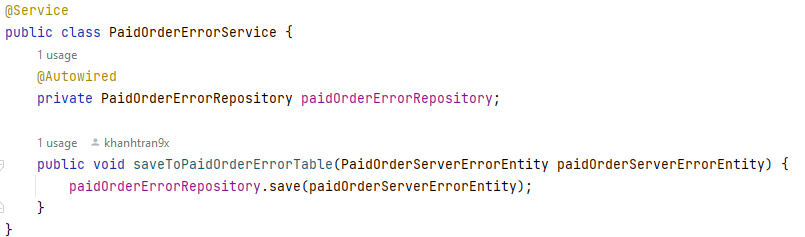 @Service
public class PaidOrderErrorService {
1 usage
@Autowired
private PaidOrderErrorRepository paidOrderErrorRepository;
1 usage khanhtran9x
public void saveToPaidOrderErrorTable(PaidOrderServerErrorEntity paidOrderServerErrorEntity) {
paidOrderErrorRepository.save(paidOrderServerErrorEntity);
}
}